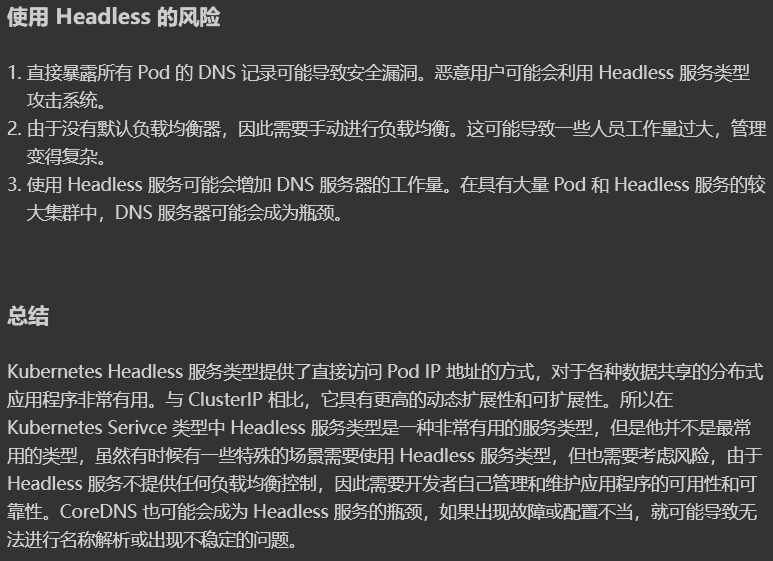 使用 Headless 的风险
1. 直接暴露所有 Pod 的 DNS 记录可能导致安全漏洞。恶意用户可能会利用 Headless 服务类型
攻击系统。
2. 由于没有默认负载均衡器，因此需要手动进行负载均衡。这可能导致一些人员工作量过大，管理
变得复杂。
3. 使用 Headless 服务可能会增加 DNS 服务器的工作量。在具有大量 Pod 和 Headless 服务的较
大集群中，DNS 服务器可能会成为瓶颈。
总结
Kubernetes Headless 服务类型提供了直接访问 Pod IP 地址的方式，对于各种数据共享的分布式
应用程序非常有用。与 ClusterIP 相比，它具有更高的动态扩展性和可扩展性。所以在
Kubernetes Serivce 类型中 Headless 服务类型是一种非常有用的服务类型，但是他并不是最常
用的类型，虽然有时候有一些特殊的场景需要使用 Headless 服务类型，但也需要考虑风险，由于
Headless 服务不提供任何负载均衡控制，因此需要开发者自己管理和维护应用程序的可用性和可
靠性。CoreDNS 也可能会成为 Headless 服务的瓶颈，如果出现故障或配置不当，就可能导致无
法进行名称解析或出现不稳定的问题。